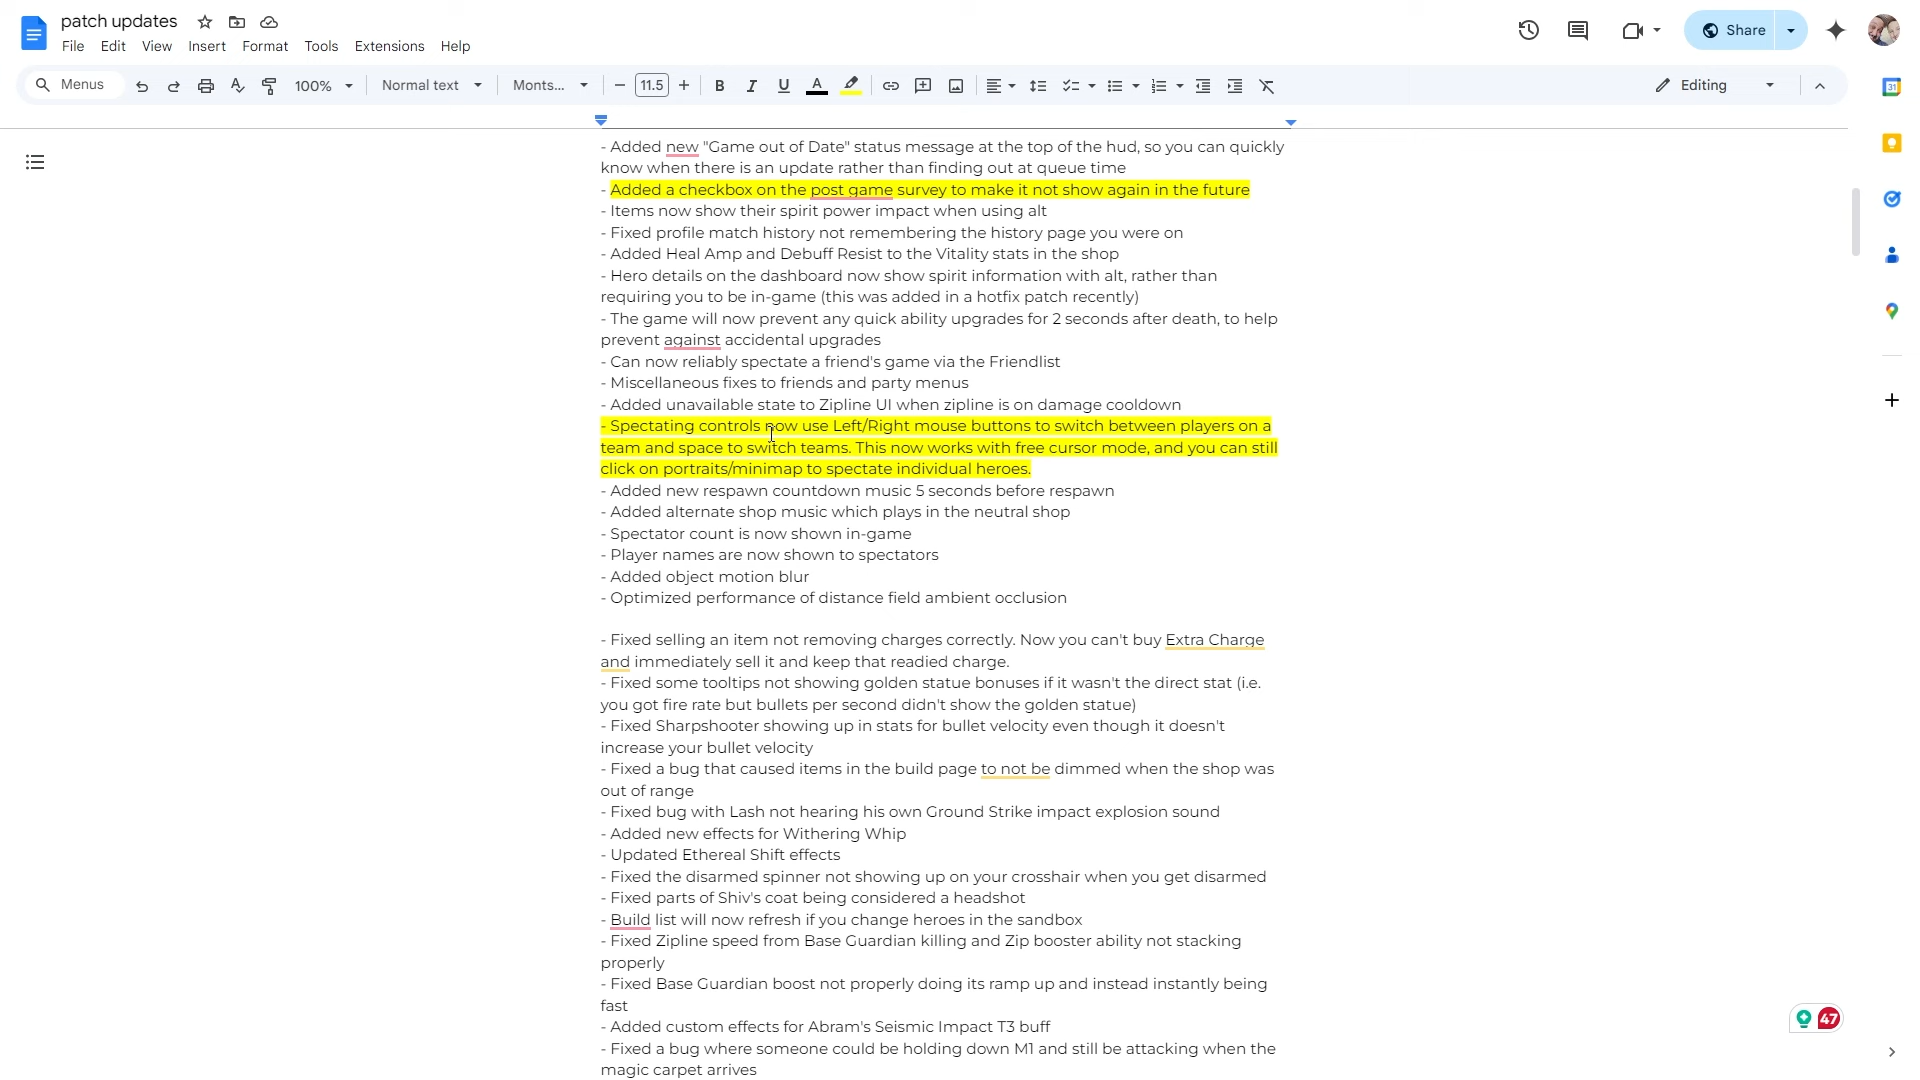 patch updates
File Edit View Insert Format Tools Extensions Help
Share
Menus 100% Normal text Monts... 11.5 B I U A Editing
31
- Added new "Game out of Date" status message at the top of the hud, so you can quickly
know when there is an update rather than finding out at queue time
- Added a checkbox on the post game survey to make it not show again in the future
- Items now show their spirit power impact when using alt
- Fixed profile match history not remembering the history page you were on
- Added Heal Amp and Debuff Resist to the Vitality stats in the shop
- Hero details on the dashboard now show spirit information with alt, rather than
requiring you to be in-game (this was added in a hotfix patch recently)
- The game will now prevent any quick ability upgrades for 2 seconds after death, to help
prevent against accidental upgrades
- Can now reliably spectate a friend's game via the Friendlist
- Miscellaneous fixes to friends and party menus
- Added unavailable state to Zipline UI when zipline is on damage cooldown
- Spectating controls now use Left/Right mouse buttons to switch between players on a
team and space to switch teams. This now works with free cursor mode, and you can still
click on portraits/minimap to spectate individual heroes.
- Added new respawn countdown music 5 seconds before respawn
- Added alternate shop music which plays in the neutral shop
- Spectator count is now shown in-game
- Player names are now shown to spectators
- Added object motion blur
- Optimized performance of distance field ambient occlusion
- Fixed selling an item not removing charges correctly. Now you can't buy Extra Charge
and immediately sell it and keep that readied charge.
- Fixed some tooltips not showing golden statue bonuses if it wasn't the direct stat (i.e.
you got fire rate but bullets per second didn't show the golden statue)
- Fixed Sharpshooter showing up in stats for bullet velocity even though it doesn't
increase your bullet velocity
- Fixed a bug that caused items in the build page to not be dimmed when the shop was
out of range
- Fixed bug with Lash not hearing his own Ground Strike impact explosion sound
- Added new effects for Withering Whip
- Updated Ethereal Shift effects
- Fixed the disarmed spinner not showing up on your crosshair when you get disarmed
- Fixed parts of Shiv's coat being considered a headshot
- Build list will now refresh if you change heroes in the sandbox
- Fixed Zipline speed from Base Guardian killing and Zip booster ability not stacking
properly
- Fixed Base Guardian boost not properly doing its ramp up and instead instantly being
fast
- Added custom effects for Abram's Seismic Impact T3 buff
- Fixed a bug where someone could be holding down M1 and still be attacking when the
magic carpet arrives
47